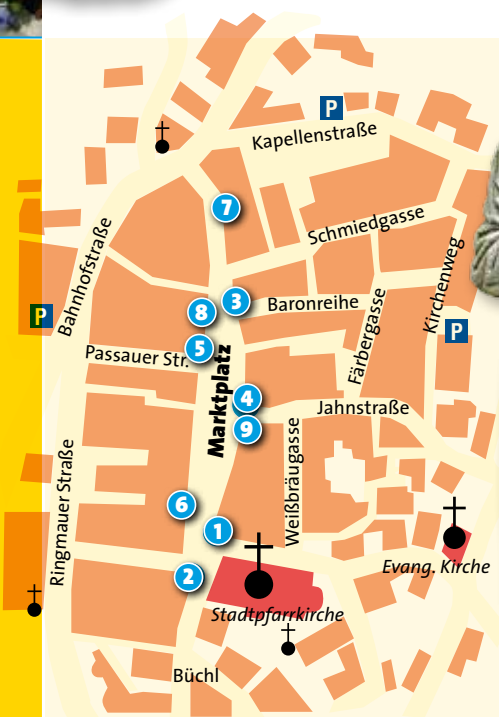 P
Kapellenstraße
7
Schmiedgasse
Bahnhofstraße
Kirchenweg
3
Baronreihe
8
P
P
Färbergasse
5
Passauer Str.
Marktplatz
4
Jahnstraße
9
Weißbräugasse
Ringmauer Straße
6
1
2
Evang. Kirche
Stadtpfarrkirche
Büchl